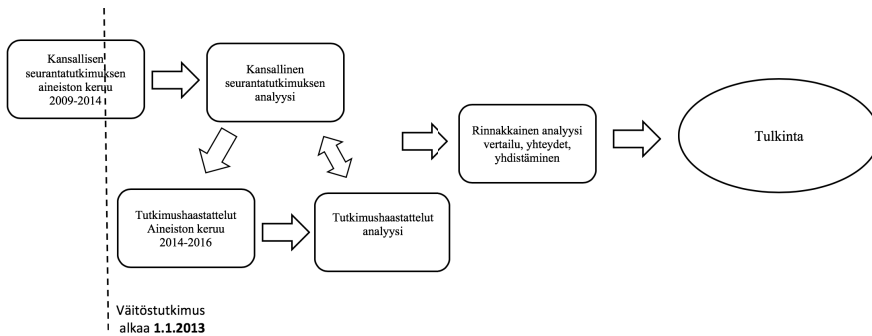 Kansallisen
seurantatutkimuksen
aineiston keruu
2009-2014
Kansallinen
seurantatutkimuksen
analyysi
Rinnakkainen analyysi
vertailu, yhteydet,
yhdistäminen
Tulkinta
Tutkimushaastattelut
Aineiston keruu
2014-2016
Tutkimushaastattelut
analyysi
Väitöstutkimus
alkaa 1.1.2013